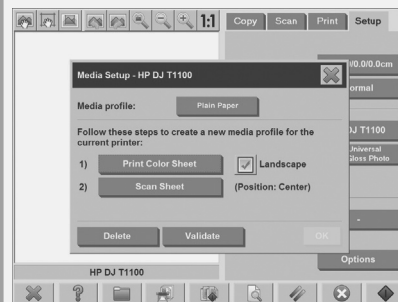 1:1 Copy Scan Print Setup
Media Setup - HP DJ T1100
/0.0/0.0cm
Media profile: Plain Paper
ormal
Follow these steps to create a new media profile for the
current printer:
DJ T1100
1) Print Color Sheet Landscape
Universal
Gloss Photo
2) Scan Sheet (Position: Center)
-
Delete Validate OK
Options
HP DJ T1100
?